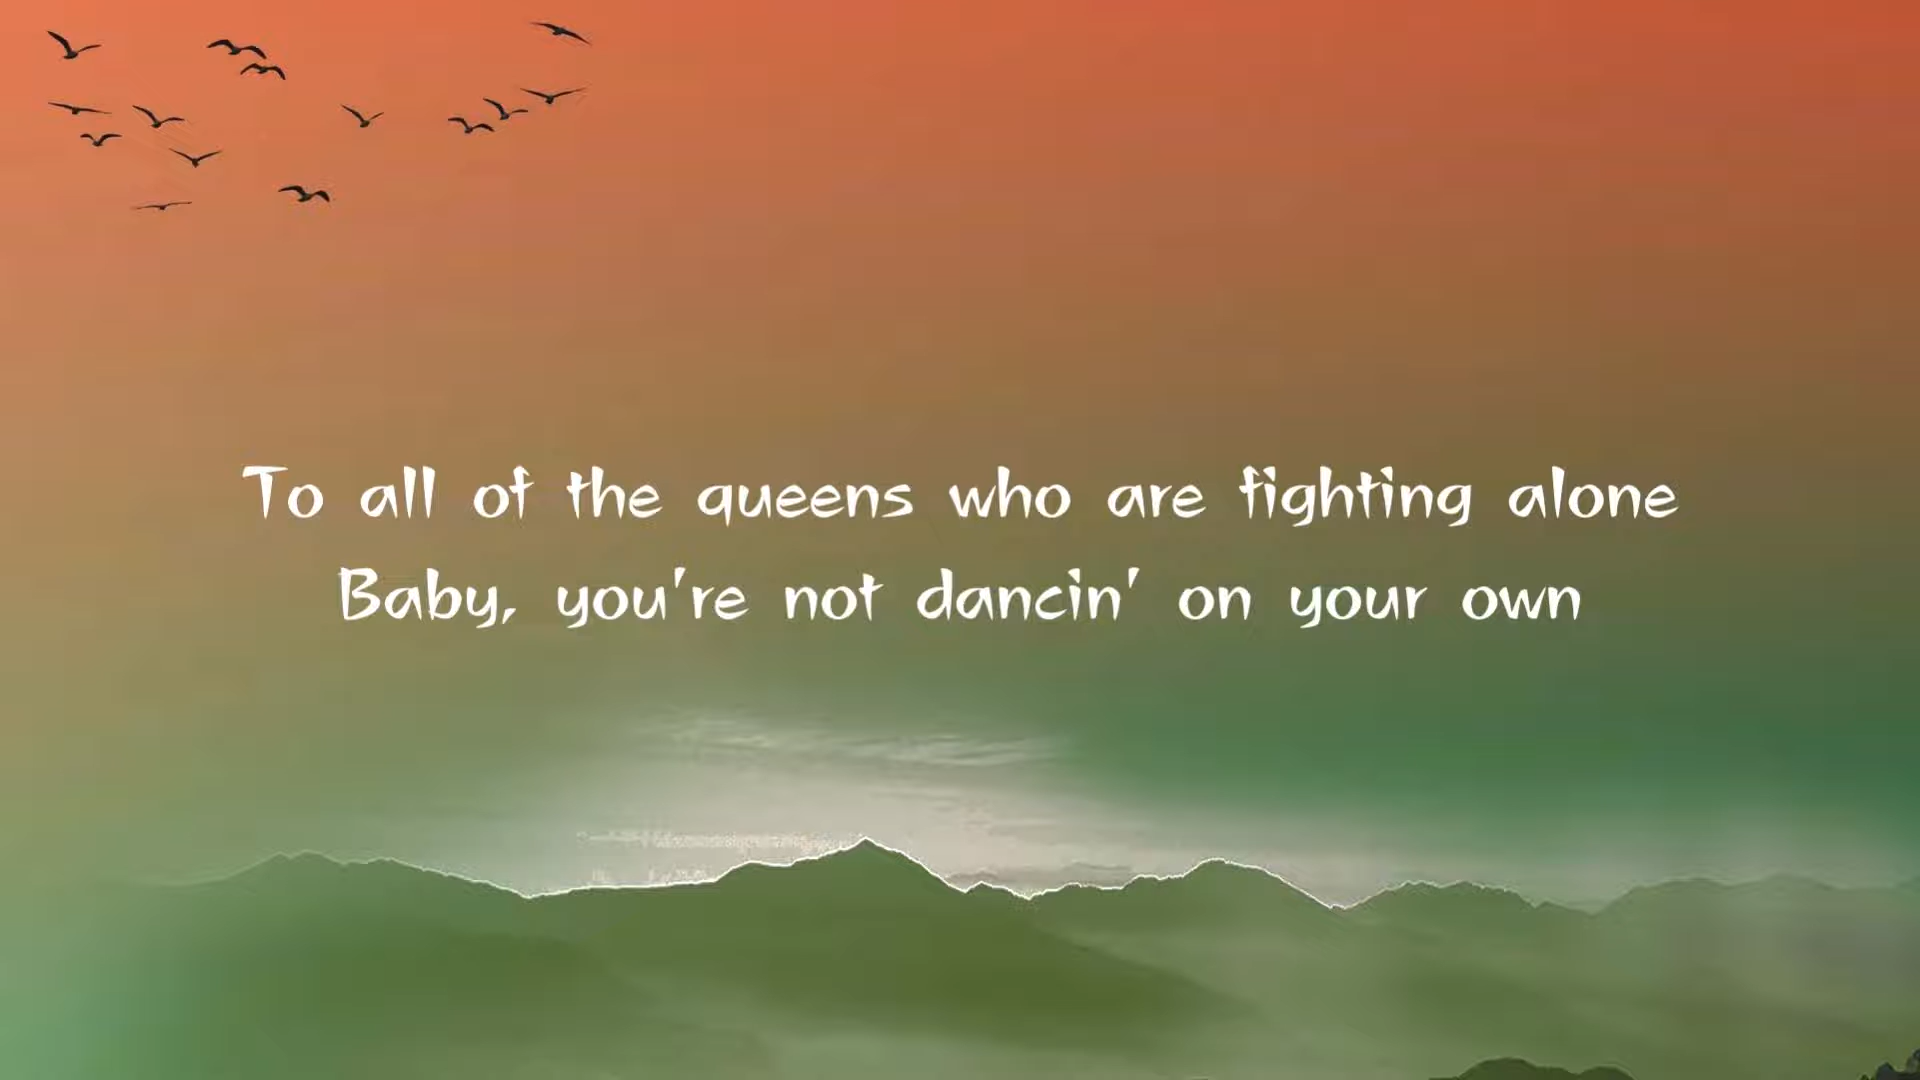 To all of the queens who are fighting alone
Baby, you're not dancin' on your own